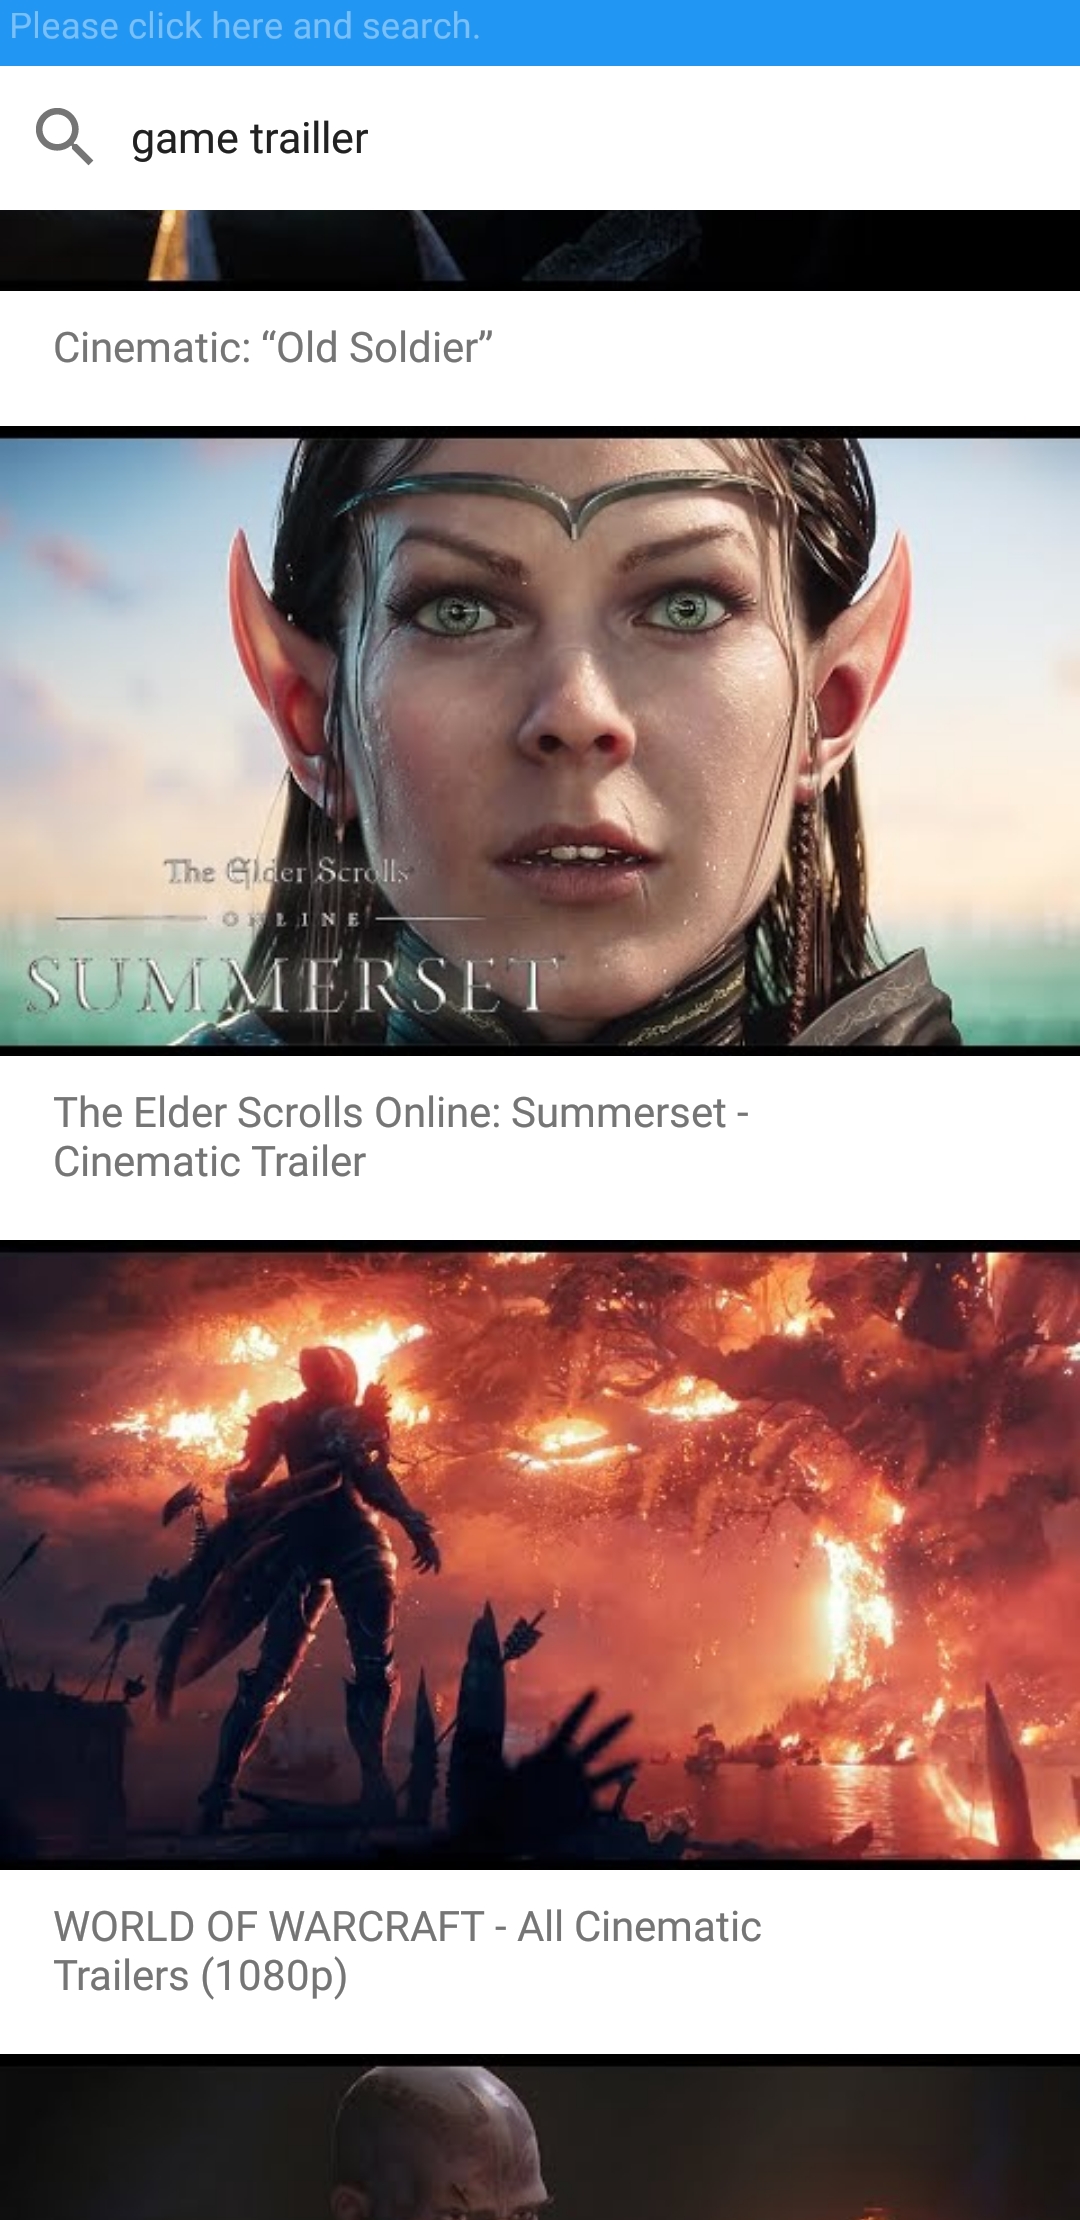 Please click here and search.
game trailler
Cinematic: “Old Soldier”
The Elder Scrolls
ONLINE
SUMMERSET
The Elder Scrolls Online: Summerset -
Cinematic Trailer
WORLD OF WARCRAFT - All Cinematic
Trailers (1080p)